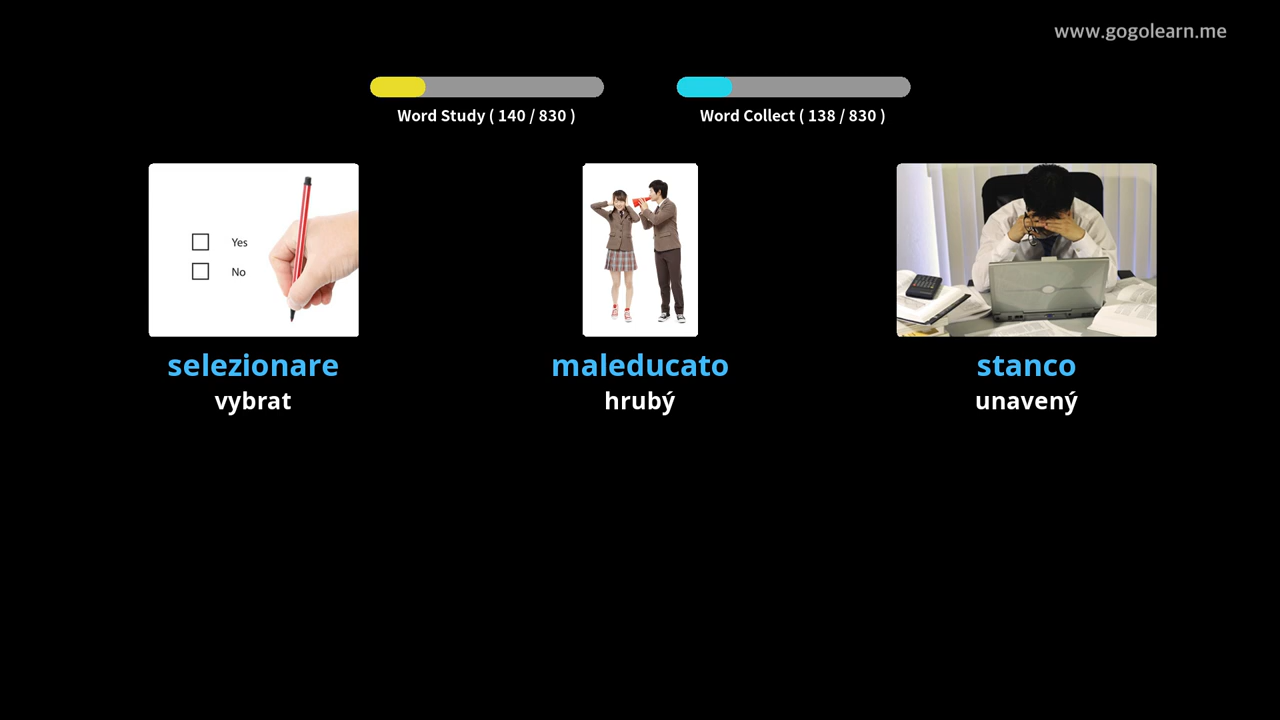 www.gogolearn.me
Word Study ( 140 / 830 )
Word Collect ( 138 / 830 )
Yes
No
selezionare
vybrat
maleducato
hrubý
stanco
unavený